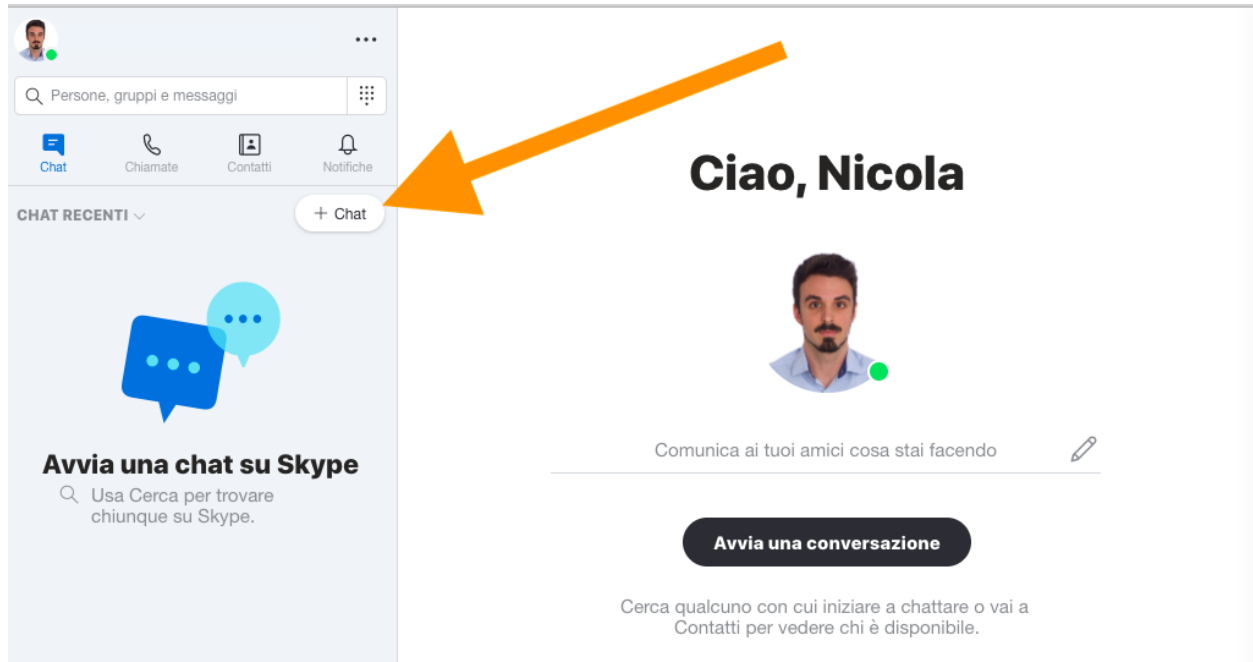 Persone, gruppi e messaggi
Chat
Chiamate
Contatti
Notifiche
CHAT RECENTI
+ Chat
Avvia una chat su Skype
Usa Cerca per trovare
chiunque su Skype.
Ciao, Nicola
Comunica ai tuoi amici cosa stai facendo
Avvia una conversazione
Cerca qualcuno con cui iniziare a chattare o vai a
Contatti per vedere chi è disponibile.